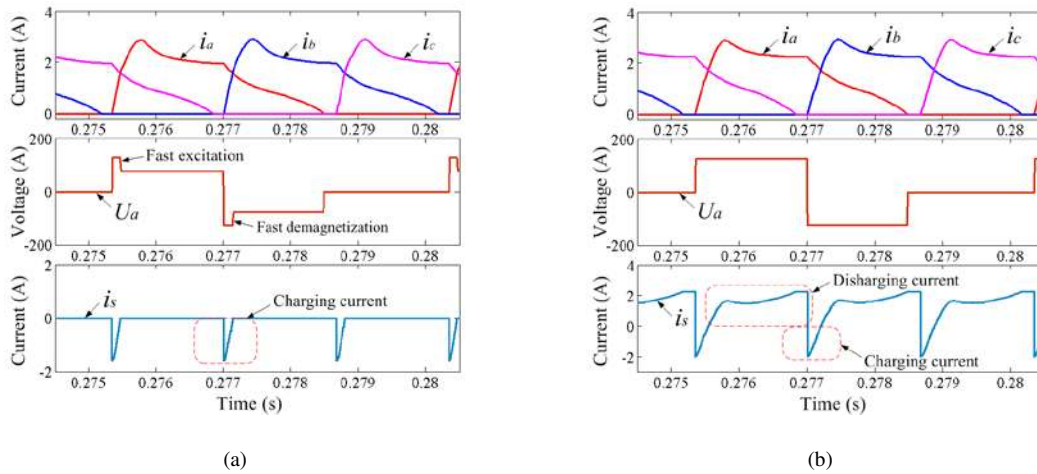 4
2
0
Current (A)
ia
ib
ic
0.275 0.276 0.277 0.278 0.279 0.28
200
0
-200
Voltage (A)
Fast excitation
Ua
Fast demagnetization
0.275 0.276 0.277 0.278 0.279 0.28
2
0
-2
Current (A)
is
Charging current
0.275 0.276 0.277 0.278 0.279 0.28
Time (s)
(a)
4
2
0
Current (A)
ia
ib
ic
0.275 0.276 0.277 0.278 0.279 0.28
200
0
-200
Voltage (A)
Ua
0.275 0.276 0.277 0.278 0.279 0.28
4
2
0
-2
Current (A)
Disharging current
is
Charging current
0.275 0.276 0.277 0.278 0.279 0.28
Time (s)
(b)